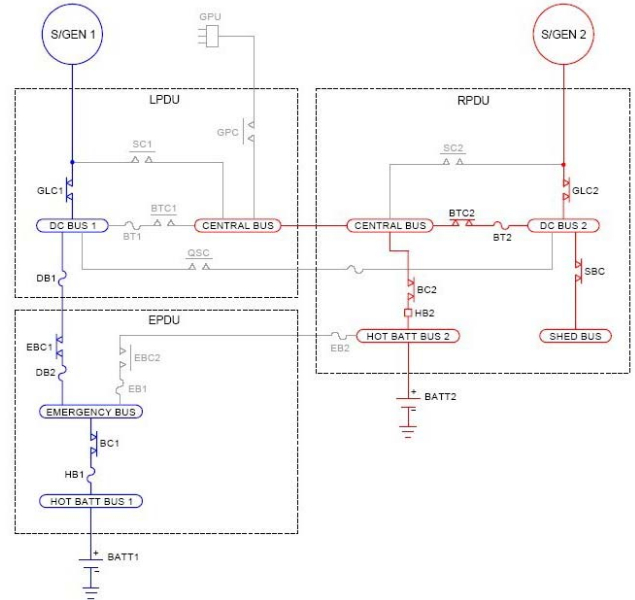 GPU
S/GEN 1
S/GEN 2
LPDU
RPDU
GPC
SC1
SC2
GLC1
GLC2
BTC1
BTC2
DC BUS 1
CENTRAL BUS
CENTRAL BUS
DC BUS 2
BT1
BT2
QSC
SBC
DB1
BC2
HB2
EPDU
EBC1
EBC2
EB2
HOT BATT BUS 2
SHED BUS
DB2
EB1
+
BATT2
EMERGENCY BUS
BC1
HB1
HOT BATT BUS 1
+
BATT1